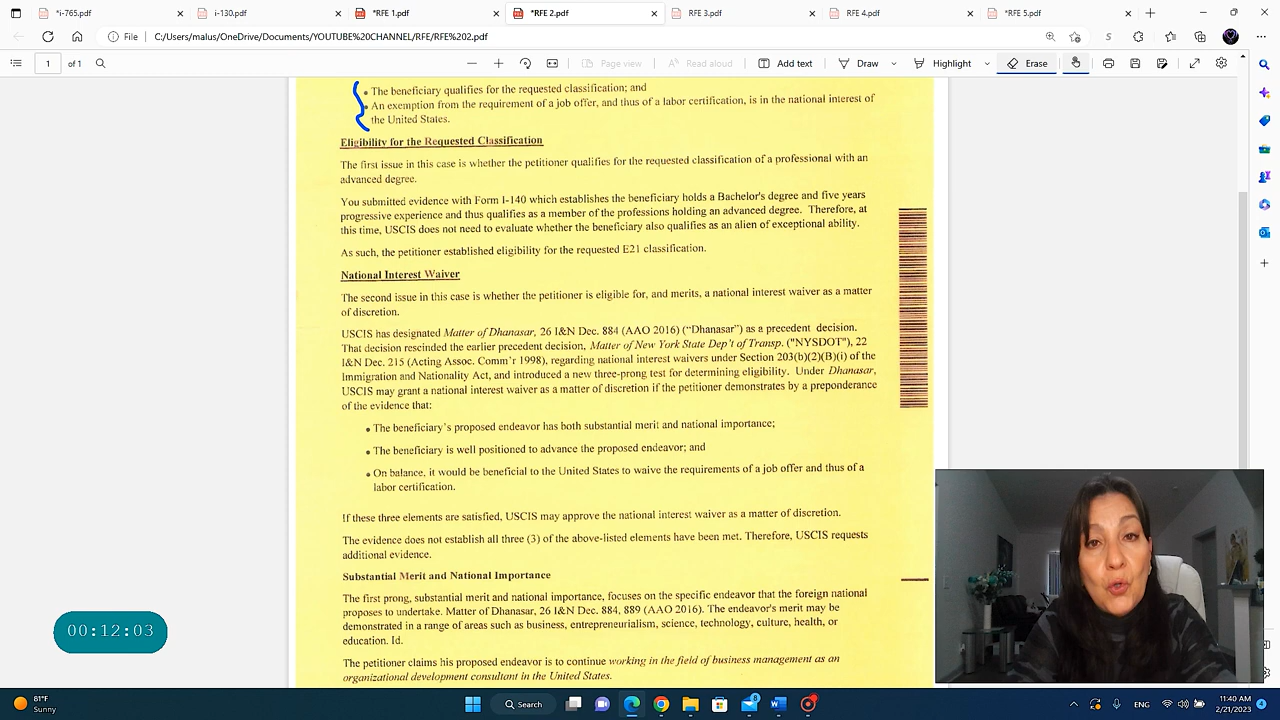 *i-765.pdf
i-130.pdf
*RFE 1.pdf
*RFE 2.pdf
RFE 3.pdf
RFE 4.pdf
*RFE 5.pdf
File C:/Users/malus/OneDrive/Documents/YOUTUBE%20CHANNEL/RFE/RFE%202.pdf
1 of 1 Page view Read aloud Add text Draw Highlight Erase
• The beneficiary qualifies for the requested classification; and
• An exemption from the requirement of a job offer, and thus of a labor certification, is in the national interest of
the United States.
Eligibility for the Requested Classification
The first issue in this case is whether the petitioner qualifies for the requested classification of a professional with an
advanced degree.
You submitted evidence with Form I-140 which establishes the beneficiary holds a Bachelor's degree and five years
progressive experience and thus qualifies as a member of the professions holding an advanced degree. Therefore, at
this time, USCIS does not need to evaluate whether the beneficiary also qualifies as an alien of exceptional ability.
As such, the petitioner established eligibility for the requested E21 classification.
National Interest Waiver
The second issue in this case is whether the petitioner is eligible for, and merits, a national interest waiver as a matter
of discretion.
USCIS has designated Matter of Dhanasar, 26 I&N Dec. 884 (AAO 2016) ("Dhanasar") as a precedent decision.
That decision rescinded the earlier precedent decision, Matter of New York State Dep't of Transp. ("NYSDOT"), 22
I&N Dec. 215 (Acting Assoc. Comm'r 1998), regarding national interest waivers under Section 203(b)(2)(B)(i) of the
Immigration and Nationality Act, and introduced a new three-prong test for determining eligibility. Under Dhanasar,
USCIS may grant a national interest waiver as a matter of discretion if the petitioner demonstrates by a preponderance
of the evidence that:
• The beneficiary's proposed endeavor has both substantial merit and national importance;
• The beneficiary is well positioned to advance the proposed endeavor; and
• On balance, it would be beneficial to the United States to waive the requirements of a job offer and thus of a
labor certification.
If these three elements are satisfied, USCIS may approve the national interest waiver as a matter of discretion.
The evidence does not establish all three (3) of the above-listed elements have been met. Therefore, USCIS requests
additional evidence.
Substantial Merit and National Importance
The first prong, substantial merit and national importance, focuses on the specific endeavor that the foreign national
proposes to undertake. Matter of Dhanasar, 26 I&N Dec. 884, 889 (AAO 2016). The endeavor's merit may be
demonstrated in a range of areas such as business, entrepreneurialism, science, technology, culture, health, or
education. Id.
The petitioner claims his proposed endeavor is to continue working in the field of business management as an
organizational development consultant in the United States.
00:12:03
81°F
Sunny
Search
ENG
11:40 AM
2/21/2023